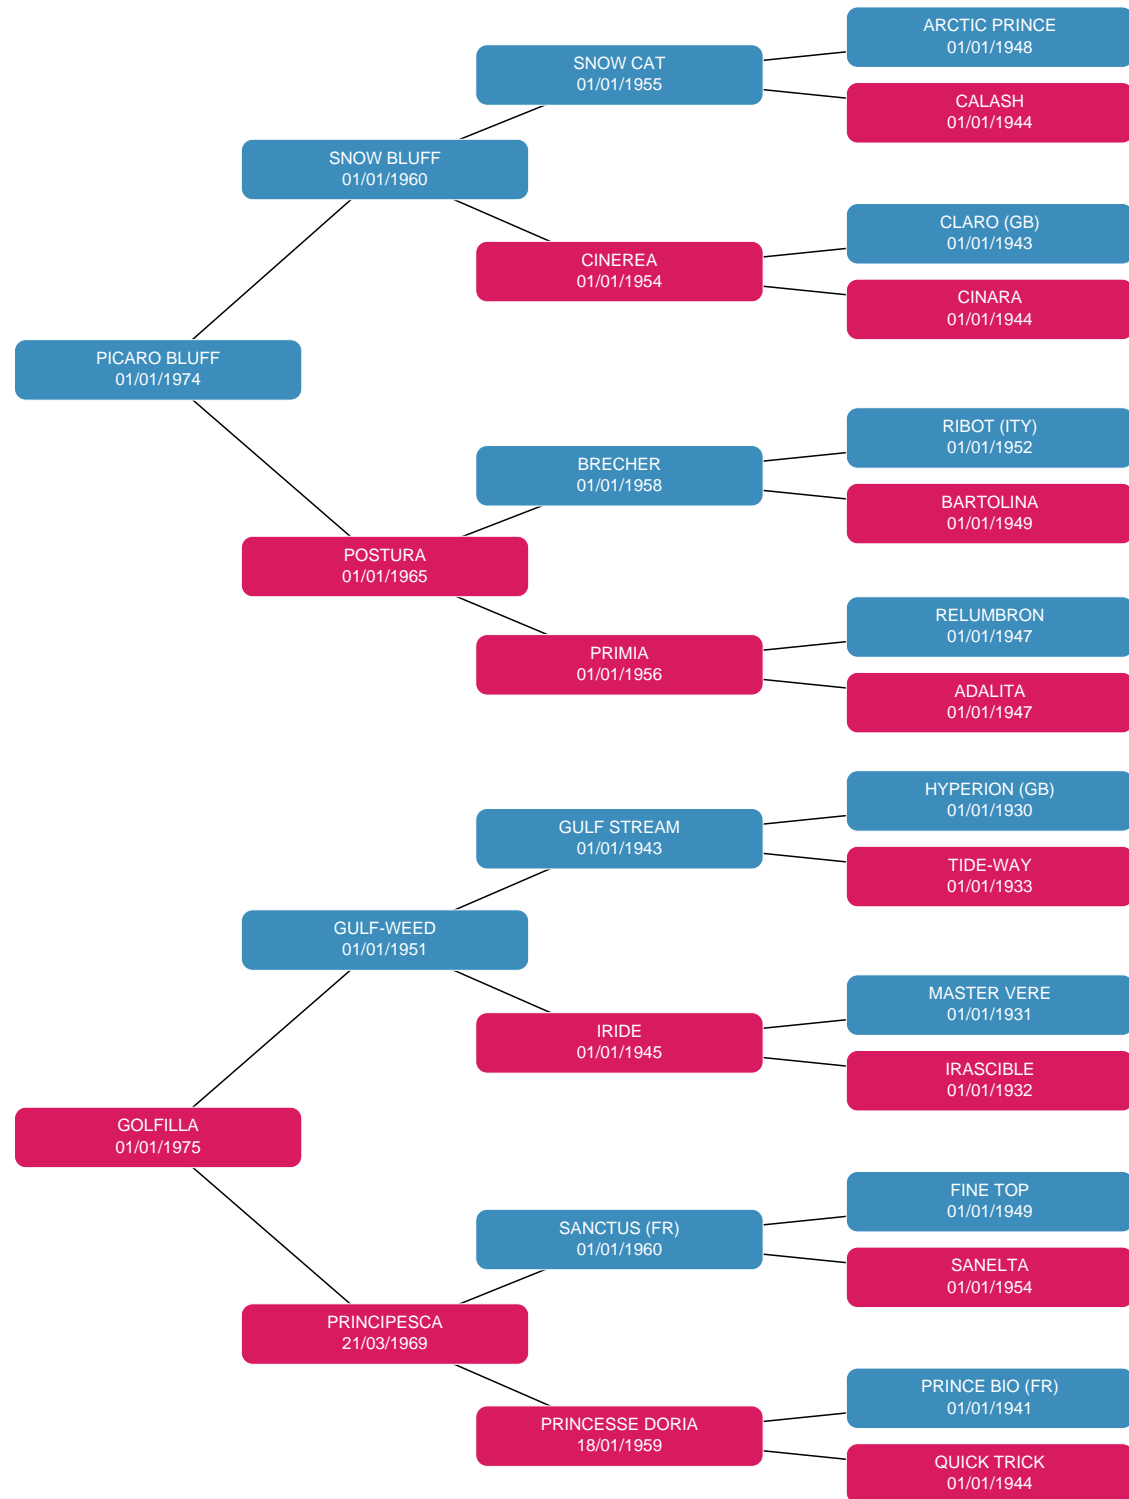 ARCTIC PRINCE
01/01/1948
SNOW CAT
01/01/1955
CALASH
01/01/1944
SNOW BLUFF
01/01/1960
CLARO (GB)
01/01/1943
CINEREA
01/01/1954
CINARA
01/01/1944
PICARO BLUFF
01/01/1974
RIBOT (ITY)
01/01/1952
BRECHER
01/01/1958
BARTOLINA
01/01/1949
POSTURA
01/01/1965
RELUMBRON
01/01/1947
PRIMIA
01/01/1956
ADALITA
01/01/1947
HYPERION (GB)
01/01/1930
GULF STREAM
01/01/1943
TIDE-WAY
01/01/1933
GULF-WEED
01/01/1951
MASTER VERE
01/01/1931
IRIDE
01/01/1945
IRASCIBLE
01/01/1932
GOLFILLA
01/01/1975
FINE TOP
01/01/1949
SANCTUS (FR)
01/01/1960
SANELTA
01/01/1954
PRINCIPESCA
21/03/1969
PRINCE BIO (FR)
01/01/1941
PRINCESSE DORIA
18/01/1959
QUICK TRICK
01/01/1944